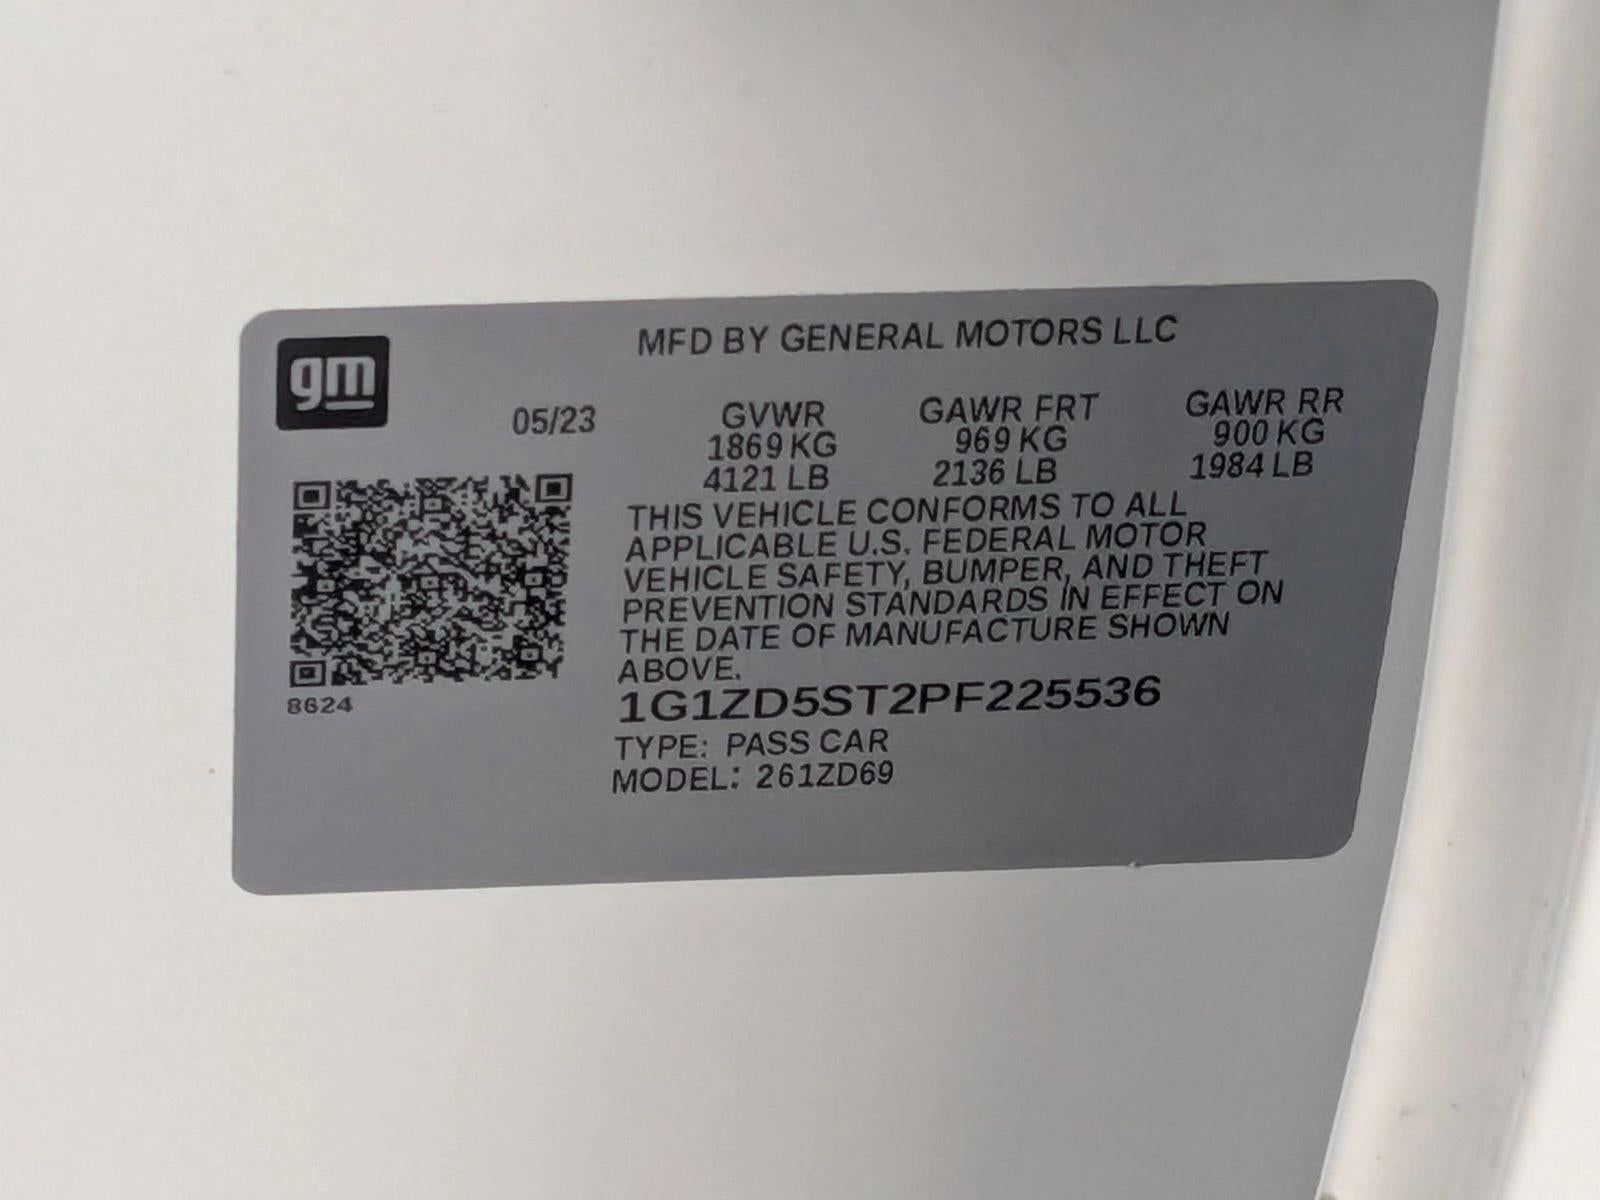 gm
MFD BY GENERAL MOTORS LLC
05/23
GVWR GAWR FRT GAWR RR
1869 KG 969 KG 900 KG
4121 LB 2136 LB 1984 LB
THIS VEHICLE CONFORMS TO ALL
APPLICABLE U.S. FEDERAL MOTOR
VEHICLE SAFETY, BUMPER, AND THEFT
PREVENTION STANDARDS IN EFFECT ON
THE DATE OF MANUFACTURE SHOWN
ABOVE.
8624
1G1ZD5ST2PF225536
TYPE: PASS CAR
MODEL: 261ZD69